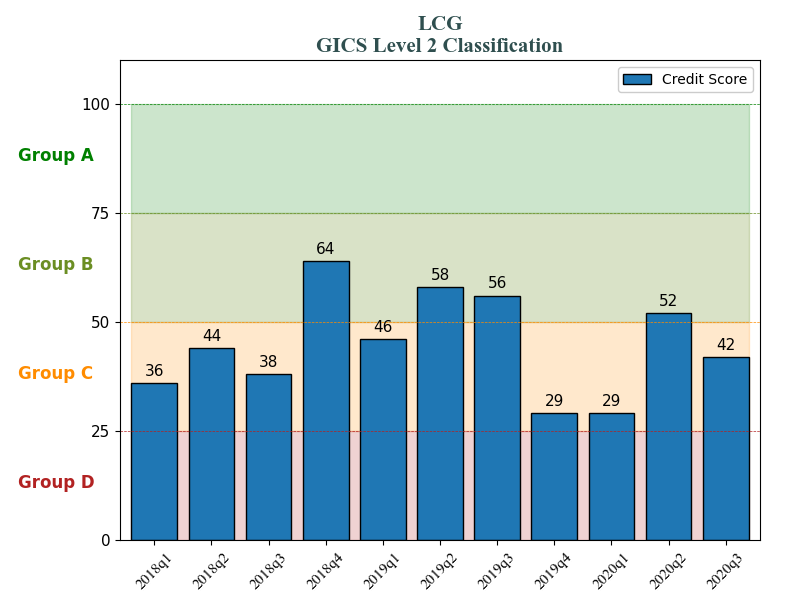 LCG
GICS Level 2 Classification
Credit Score
100
Group A
75
64
Group B
58
56
52
50
46
44
42
38
Group C
36
29
29
25
Group D
0
2018q1
2018q2
2018q3
2018q4
2019q1
2019q2
2019q3
2019q4
2020q1
2020q2
2020q3